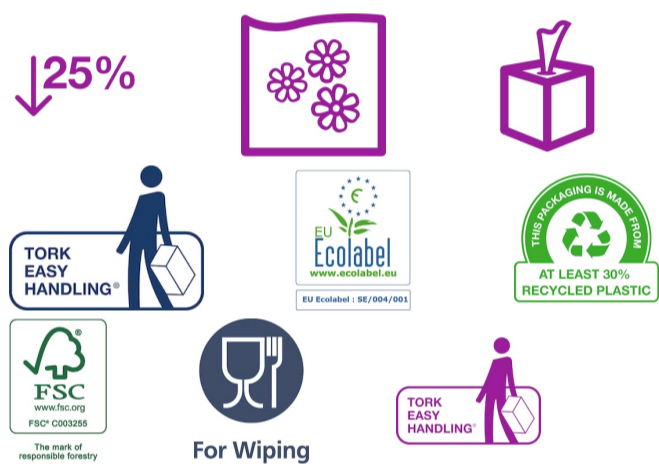 25%
TORK
EASY
HANDLING®
EU
Ecolabel
www.ecolabel.eu
EU Ecolabel : SE/004/001
THIS PACKAGING IS MADE FROM
AT LEAST 30%
RECYCLED PLASTIC
®
FSC
www.fsc.org
FSC® C003255
The mark of
responsible forestry
For Wiping
TORK
EASY
HANDLING®